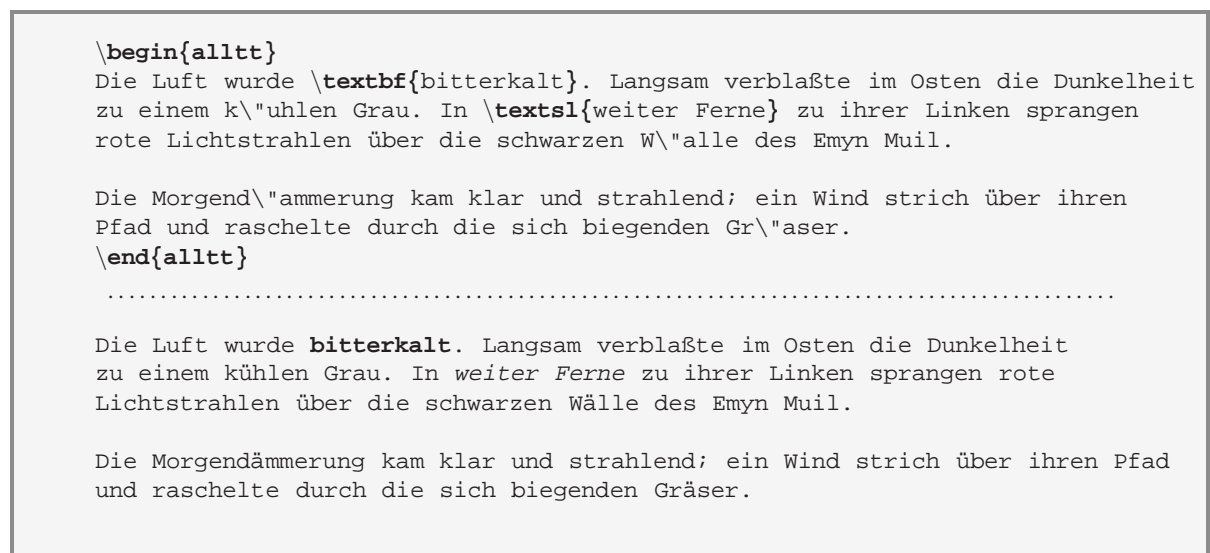 \begin{alltt}
Die Luft wurde \textbf{bitterkalt}. Langsam verblaßte im Osten die Dunkelheit
zu einem k\"uhlen Grau. In \textsl{weiter Ferne} zu ihrer Linken sprangen
rote Lichtstrahlen über die schwarzen W\"alle des Emyn Muil.

Die Morgend\"ammerung kam klar und strahlend; ein Wind strich über ihren
Pfad und raschelte durch die sich biegenden Gr\"aser.
\end{alltt}

Die Luft wurde bitterkalt. Langsam verblaßte im Osten die Dunkelheit
zu einem kühlen Grau. In weiter Ferne zu ihrer Linken sprangen rote
Lichtstrahlen über die schwarzen Wälle des Emyn Muil.

Die Morgendämmerung kam klar und strahlend; ein Wind strich über ihren Pfad
und raschelte durch die sich biegenden Gräser.